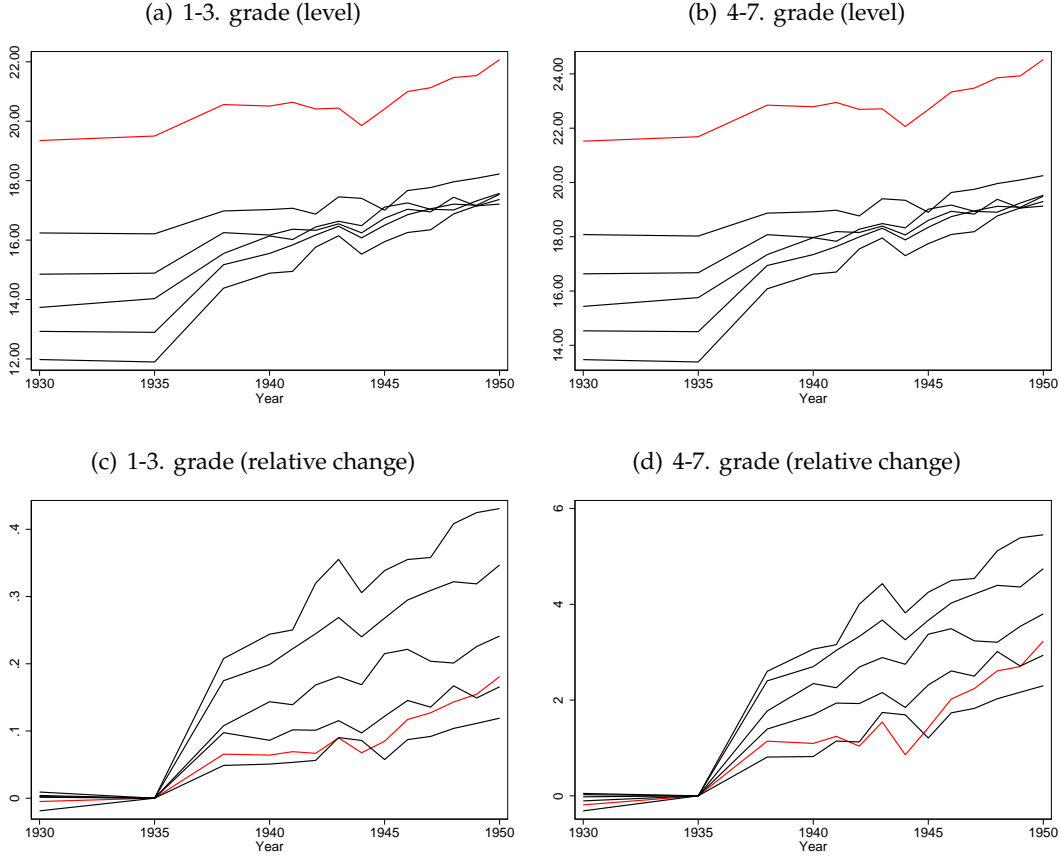 (a) 1-3. grade (level)
22.00
20.00
18.00
16.00
14.00
12.00
1930 1935 1940 1945 1950
Year
(b) 4-7. grade (level)
24.00
22.00
20.00
18.00
16.00
14.00
1930 1935 1940 1945 1950
Year
(c) 1-3. grade (relative change)
.4
.3
.2
.1
0
1930 1935 1940 1945 1950
Year
(d) 4-7. grade (relative change)
6
4
2
0
1930 1935 1940 1945 1950
Year